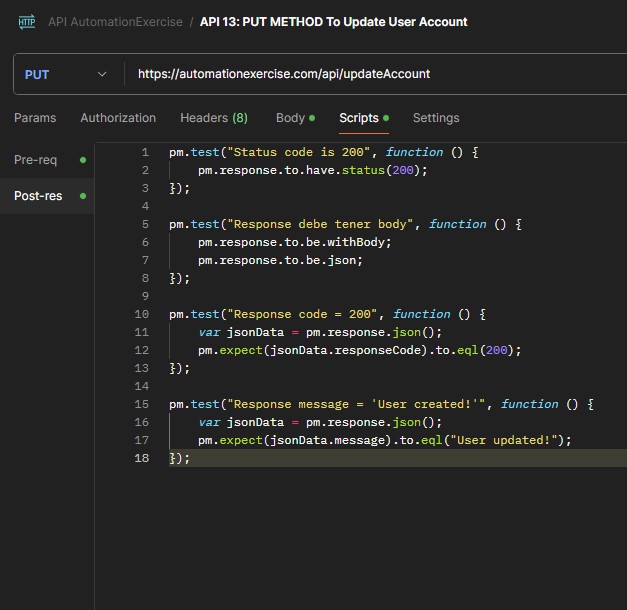 HTTP API AutomationExercise / API 13: PUT METHOD To Update User Account
PUT https://automationexercise.com/api/updateAccount
Params Authorization Headers (8) Body Scripts Settings
Pre-req
Post-res
1 pm.test("Status code is 200", function () {
2 pm.response.to.have.status(200);
3 });
4
5 pm.test("Response debe tener body", function () {
6 pm.response.to.be.withBody;
7 pm.response.to.be.json;
8 });
9
10 pm.test("Response code = 200", function () {
11 var jsonData = pm.response.json();
12 pm.expect(jsonData.responseCode).to.eql(200);
13 });
14
15 pm.test("Response message = 'User created!'", function () {
16 var jsonData = pm.response.json();
17 pm.expect(jsonData.message).to.eql("User updated!");
18 });